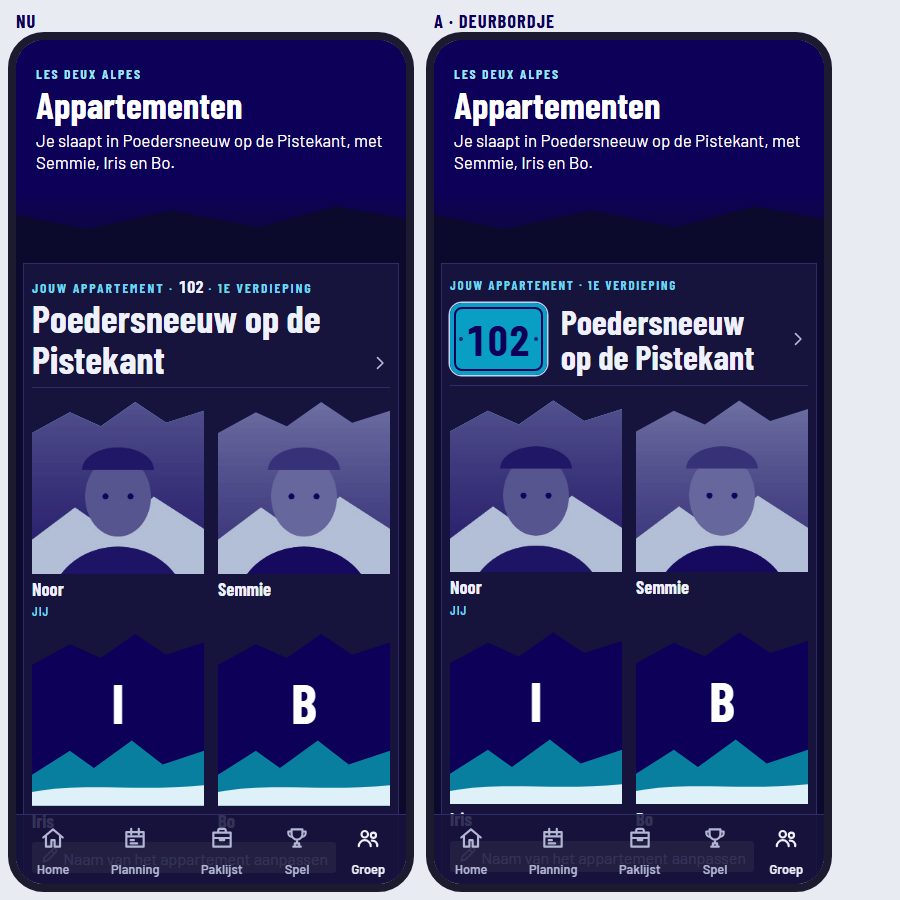 NU
LES DEUX ALPES
Appartementen
Je slaapt in Poedersneeuw op de Pistekant, met
Semmie, Iris en Bo.
JOUW APPARTEMENT · 102 · 1E VERDIEPING
Poedersneeuw op de
Pistekant
Noor
Semmie
JIJ
I
B
Iris
Bo
Naam van het appartement aanpassen
Home
Planning
Paklijst
Spel
Groep
A · DEURBORDJE
LES DEUX ALPES
Appartementen
Je slaapt in Poedersneeuw op de Pistekant, met
Semmie, Iris en Bo.
JOUW APPARTEMENT · 1E VERDIEPING
102
Poedersneeuw
op de Pistekant
Noor
Semmie
JIJ
I
B
Iris
Bo
Naam van het appartement aanpassen
Home
Planning
Paklijst
Spel
Groep